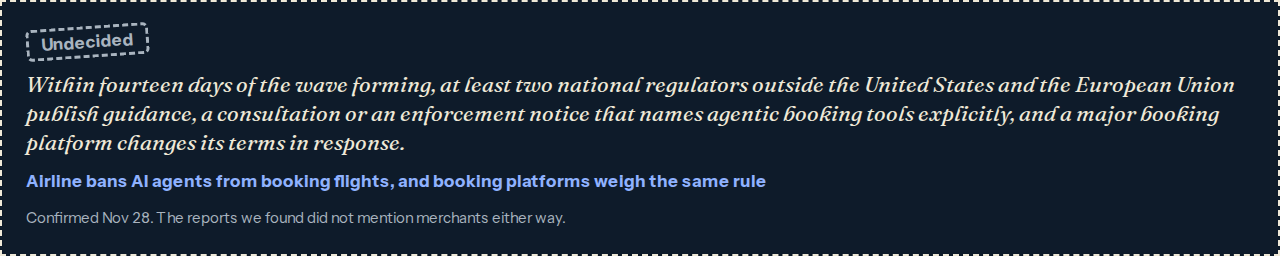 Undecided
Within fourteen days of the wave forming, at least two national regulators outside the United States and the European Union
publish guidance, a consultation or an enforcement notice that names agentic booking tools explicitly, and a major booking
platform changes its terms in response.
Airline bans AI agents from booking flights, and booking platforms weigh the same rule
Confirmed Nov 28. The reports we found did not mention merchants either way.